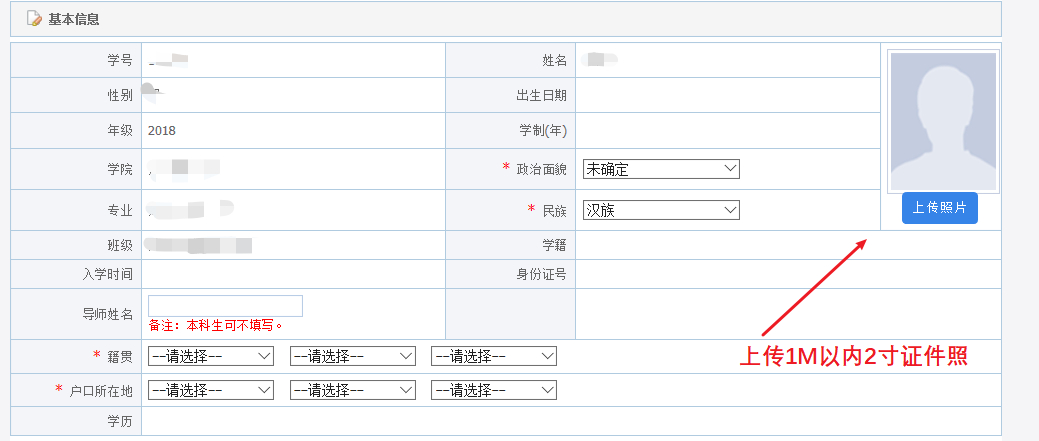 基本信息
学号 姓名
性别 出生日期
年级 2018 学制(年)
学院 * 政治面貌 未确定
专业 * 民族 汉族
上传照片
班级 学籍
入学时间 身份证号
导师姓名
备注：本科生可不填写。
* 籍贯 --请选择-- --请选择-- --请选择--
上传1M以内2寸证件照
* 户口所在地 --请选择-- --请选择-- --请选择--
学历